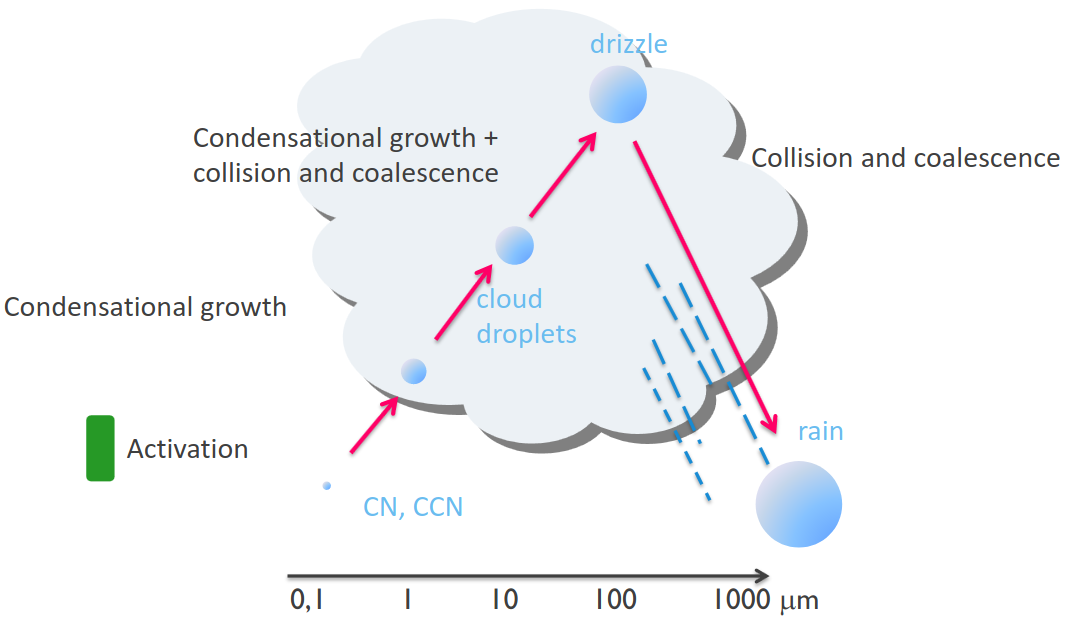 drizzle
Condensational growth +
collision and coalescence
Collision and coalescence
Condensational growth
cloud
droplets
Activation
rain
CN, CCN
0,1 1 10 100 1000 μm